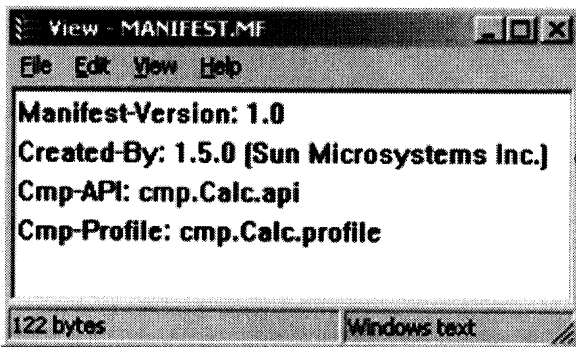 View - MANIFEST.MF
File Edit View Help
Manifest-Version: 1.0
Created-By: 1.5.0 (Sun Microsystems Inc.)
Cmp-API: cmp.Calc.api
Cmp-Profile: cmp.Calc.profile
122 bytes Windows text